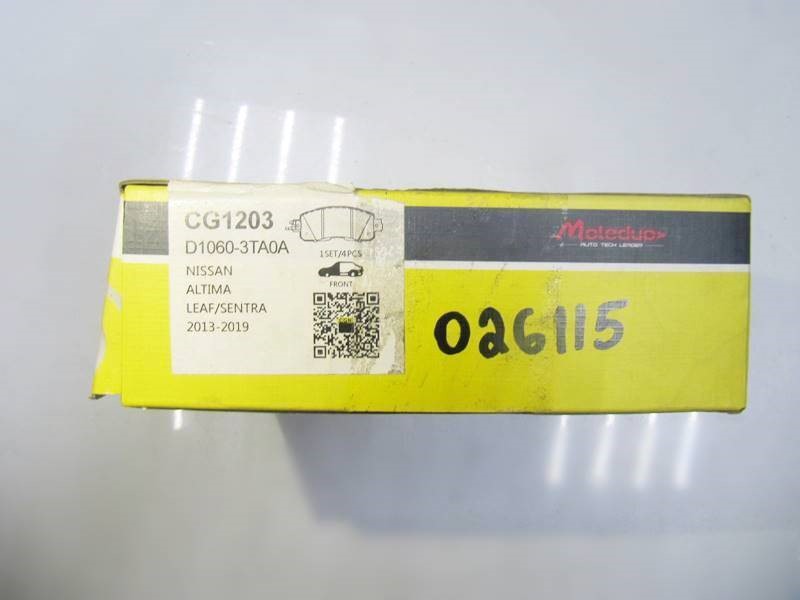 CG1203
D1060-3TA0A
1SET/4PCS
NISSAN
FRONT
ALTIMA
LEAF/SENTRA
2013-2019
Motedup
AUTO TECH LEADER
026115